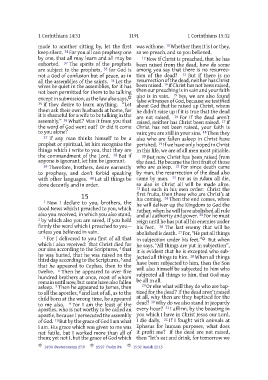 I Corinthians 14:31 1191 I Corinthians 15:32
made to another sitting by, let the first
keep silent. 31 For you all can prophesy one
by one, that all may learn and all may be
exhorted. 32 The spirits of the prophets
are subject to the prophets, 33 for God is
not a God of confusion but of peace, as in
all the assemblies of the saints. 34 Let the
wives be quiet in the assemblies, for it has
not been permitted for them to be talking
except in submission, as the law also says.
35 If they desire to learn anything,
them ask their own husbands at home, for
it is shameful for a wife to be talking in the
assembly. 36 What? Was it from you that
the word of God went out? Or did it come
to you alone?
37 If any man thinks himself to be a
prophet or spiritual, let him recognize the
things which I write to you, that they are
the commandment of the Lord. 38 But if
anyone is ignorant, let him be ignorant.
39 Therefore, brothers, desire earnestly
to prophesy, and don't forbid speaking
with other languages. 40 Let all things be
done decently and in order.
15
1 Now I declare to you, brothers, the
Good News which I preached to you, which
also you received, in which you also stand,
2 by which also you are saved, if you hold
firmly the word which I preached to you—
unless you believed in vain.
3 For I delivered to you first of all that
which I also received: that Christ died for
our sins according to the Scriptures, 4 that
he was buried, that he was raised on the
third day according to the Scriptures, 5 and
that he appeared to Cephas, then to the
twelve. 6 Then he appeared to over five
hundred brothers at once, most of whom
remain until now, but some have also fallen
asleep. 7 Then he appeared to James, then
to all the apostles, 8 and last of all, as to the
child born at the wrong time, he appeared
to me also. 9 For I am the least of the
apostles, who is not worthy to be called an
apostle, because I persecuted the assembly
of God. 10 But by the grace of God I am what
I am. His grace which was given to me was
not futile, but I worked more than all of
them; yet not I, but the grace of God which
was with me. 11 Whether then it is I or they,
so we preach, and so you believed.
12 Now if Christ is preached, that he has
been raised from the dead, how do some
among you say that there is no resurrection
of the dead? 13 But if there is no
resurrection of the dead, neither has Christ
been raised. 14 If Christ has not been raised,
then our preaching is in vain and your faith
also is in vain. 15 Yes, we are also found
false witnesses of God, because we testified
about God that he raised up Christ, whom
he didn't raise up if it is true that the dead
are not raised. 16 For if the dead aren't
raised, neither has Christ been raised. 17 If
Christ has not been raised, your faith is
vain; you are still in your sins. 18 Then they
also who are fallen asleep in Christ have
perished. 19 If we have only hoped in Christ
in this life, we are of all men most pitiable.
20 But now Christ has been raised from
the dead. He became the first fruit of those
who are asleep. 21 For since death came
by man, the resurrection of the dead also
came by man. 22 For as in Adam all die,
so also in Christ all will be made alive.
23 But each in his own order: Christ the
first fruits, then those who are Christ's at
his coming. 24 Then the end comes, when
he will deliver up the Kingdom to God the
Father, when he will have abolished all rule
and all authority and power. 25 For he must
reign until he has put all his enemies under
his feet. 26 The last enemy that will be
abolished is death. 27 For, "He put all things
in subjection under his feet." But when
he says, "All things are put in subjection",
it is evident that he is excepted who subjected
all things to him. 28 When all things
have been subjected to him, then the Son
will also himself be subjected to him who
subjected all things to him, that God may
be all in all.
29 Or else what will they do who are baptized
for the dead? If the dead aren't raised
at all, why then are they baptized for the
dead? 30 Why do we also stand in jeopardy
every hour? 31 I affirm, by the boasting in
you which I have in Christ Jesus our Lord,
I die daily. 32 If I fought with animals at
Ephesus for human purposes, what does
it profit me? If the dead are not raised,
then "let's eat and drink, for tomorrow we